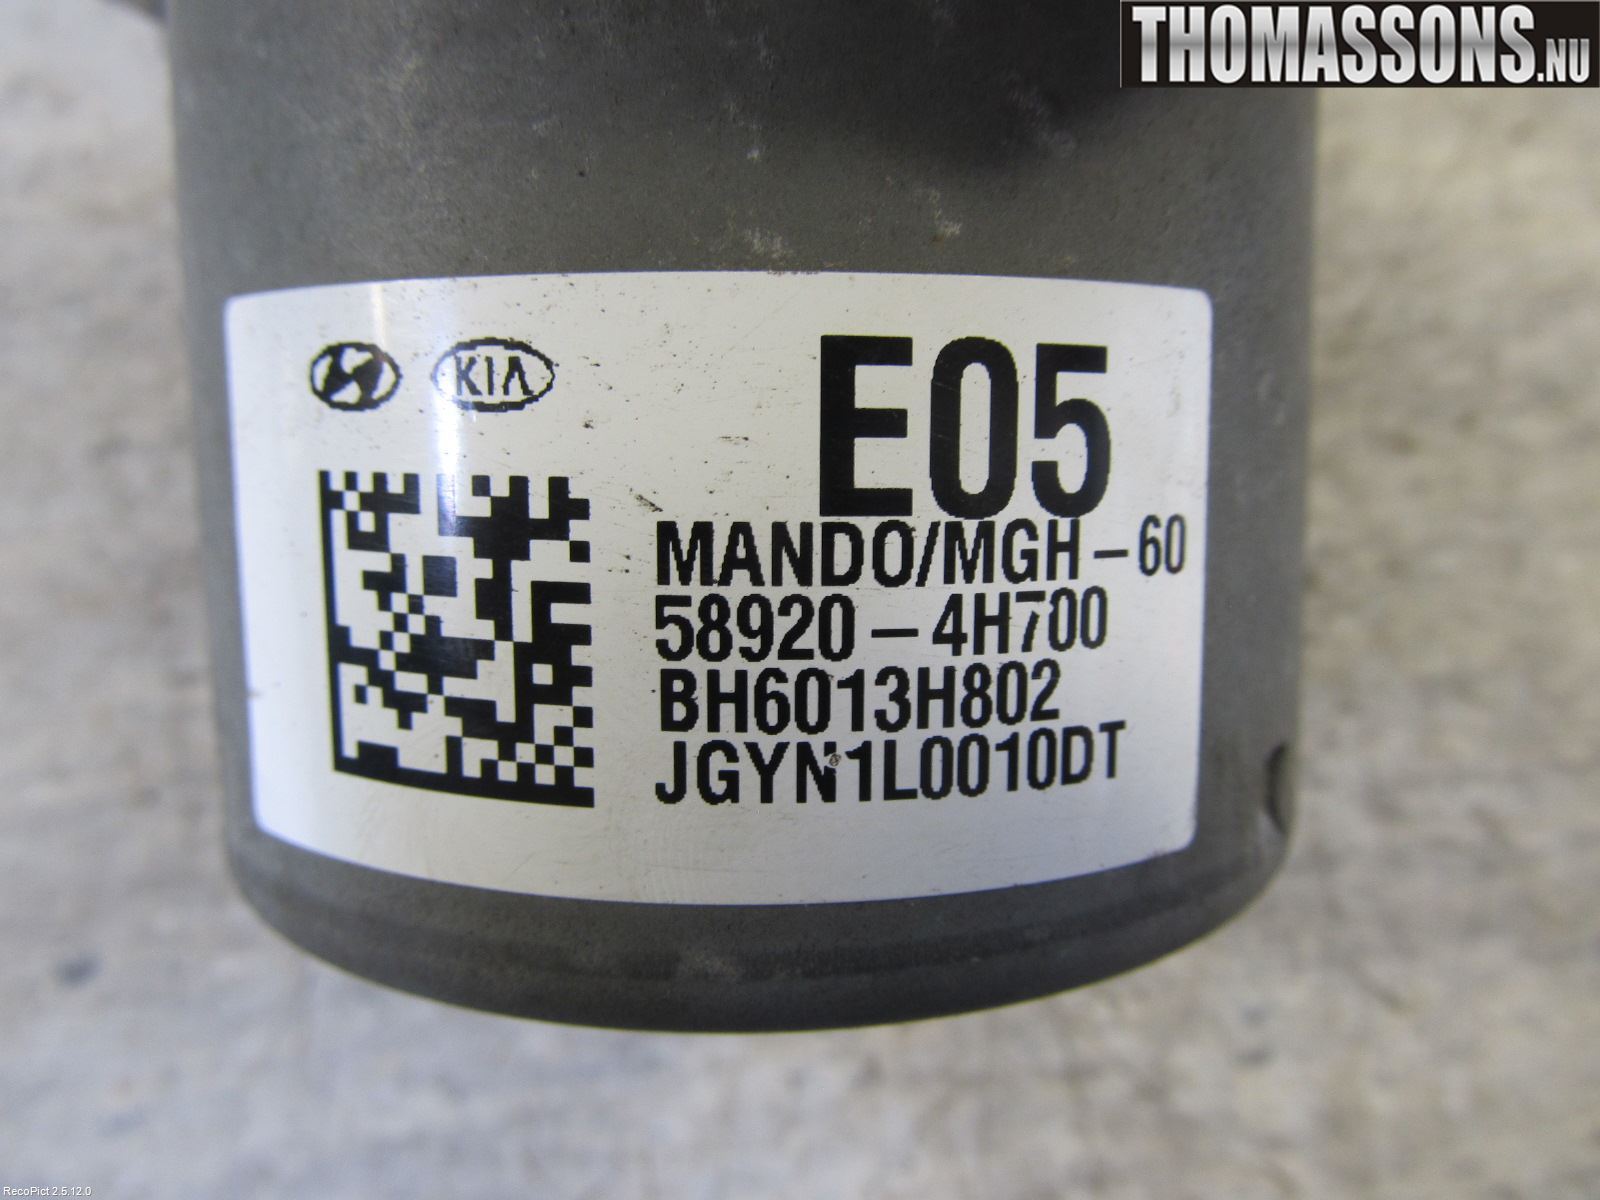 THOMASSONS.NU
KIA
E05
MANDO/MGH-60
58920-4H700
BH6013H802
JGYN1L0010DT
RecoPict 2.5.12.0